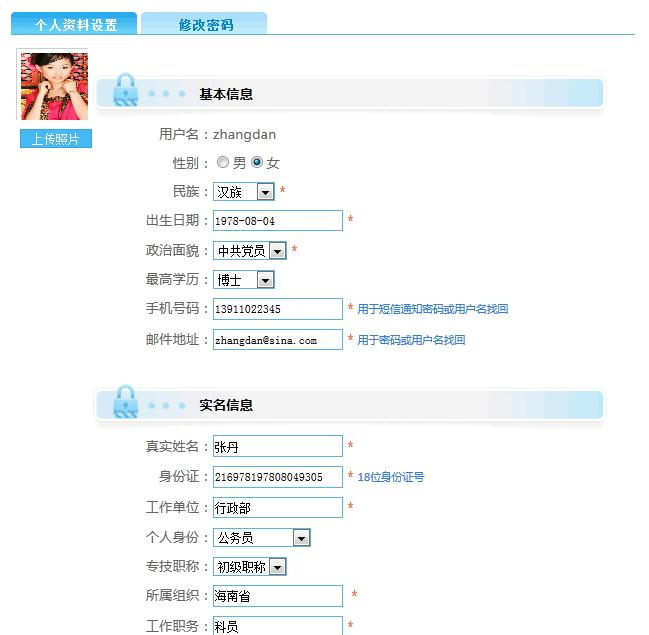 个人资料设置 修改密码
上传照片
基本信息
用户名：zhangdan
性别： 男 女
民族： 汉族 *
出生日期： 1978-08-04 *
政治面貌： 中共党员 *
最高学历： 博士
手机号码： 13911022345 * 用于短信通知密码或用户名找回
邮件地址： zhangdan@sina.com * 用于密码或用户名找回
实名信息
真实姓名： 张丹 *
身份证： 216978197808049305 * 18位身份证号
工作单位： 行政部 *
个人身份： 公务员
专技职称： 初级职称
所属组织： 海南省 *
工作职务： 科员 *